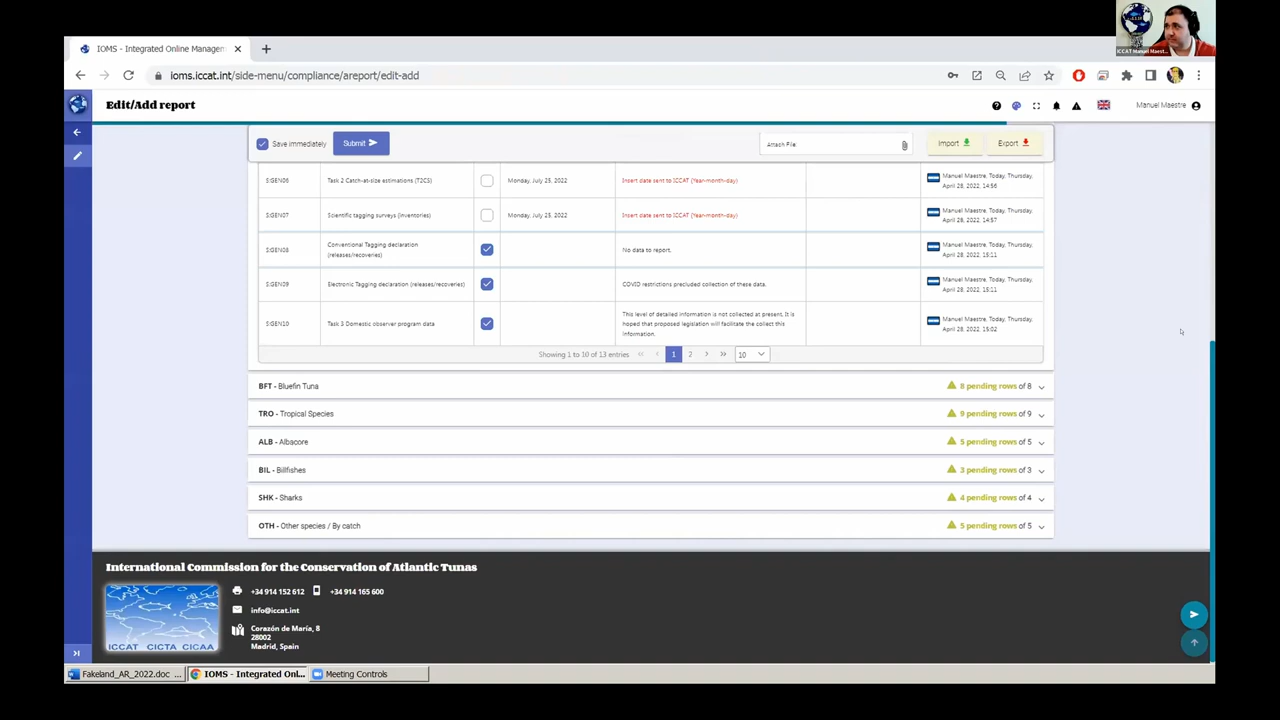 ICCAT Manuel Maestr...
IOMS - Integrated Online Managem
ioms.iccat.int/side-menu/compliance/areport/edit-add
Edit/Add report
Manuel Maestre
Save immediately
Submit
Attach File
Import
Export
S:GEN06 Task 2 Catch-at-size estimations (T2CS) Monday, July 25, 2022 Insert date sent to ICCAT (Year-month-day) Manuel Maestre, Today, Thursday,
April 28, 2022, 14:56
S:GEN07 Scientific tagging surveys (inventories) Monday, July 25, 2022 Insert date sent to ICCAT (Year-month-day) Manuel Maestre, Today, Thursday,
April 28, 2022, 14:57
S:GEN08 Conventional Tagging declaration
(releases/recoveries) No data to report. Manuel Maestre, Today, Thursday,
April 28, 2022, 15:11
S:GEN09 Electronic Tagging declaration (releases/recoveries) COVID restrictions precluded collection of these data. Manuel Maestre, Today, Thursday,
April 28, 2022, 15:11
S:GEN10 Task 3 Domestic observer program data This level of detailed information is not collected at present. It is
hoped that proposed legislation will facilitate the collect this
information. Manuel Maestre, Today, Thursday,
April 28, 2022, 15:02
Showing 1 to 10 of 13 entries « ‹ 1 2 › » 10
BFT - Bluefin Tuna 8 pending rows of 8
TRO - Tropical Species 9 pending rows of 9
ALB - Albacore 5 pending rows of 5
BIL - Billfishes 3 pending rows of 3
SHK - Sharks 4 pending rows of 4
OTH - Other species / By catch 5 pending rows of 5
International Commission for the Conservation of Atlantic Tunas
+34 914 152 612 +34 914 165 600
info@iccat.int
Corazón de María, 8
28002
Madrid, Spain
ICCAT CICTA CICAA
Fakeland_AR_2022.doc ... IOMS - Integrated Onl... Meeting Controls